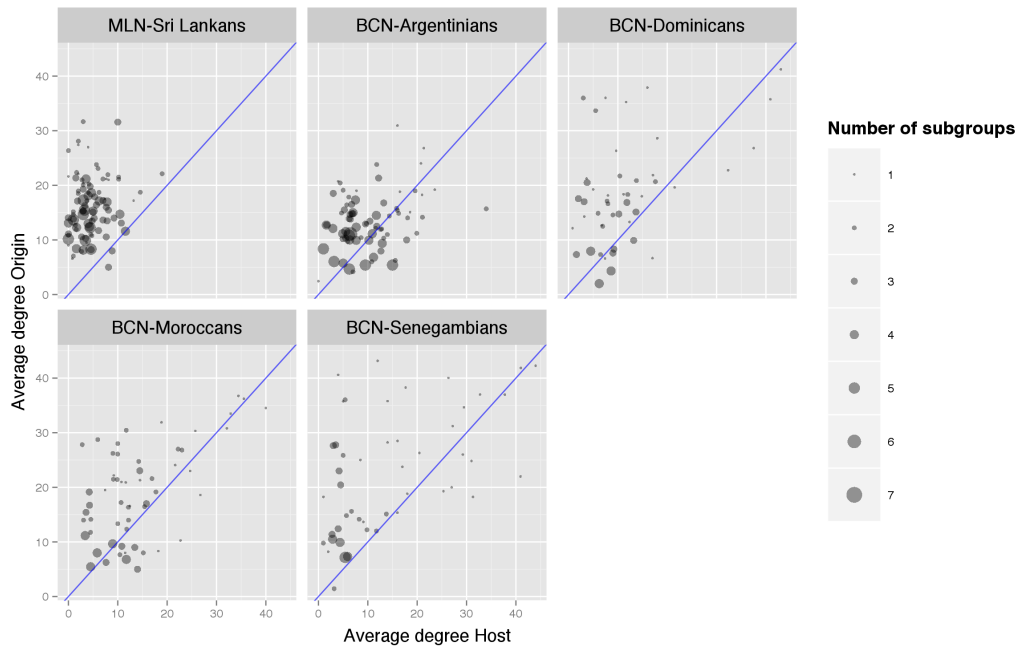 MLN-Sri Lankans BCN-Argentinians BCN-Dominicans
40
30
20
10
0
Average degree Origin
BCN-Moroccans BCN-Senegambians
40
30
20
10
0
0 10 20 30 40 0 10 20 30 40
Average degree Host
Number of subgroups
1
2
3
4
5
6
7